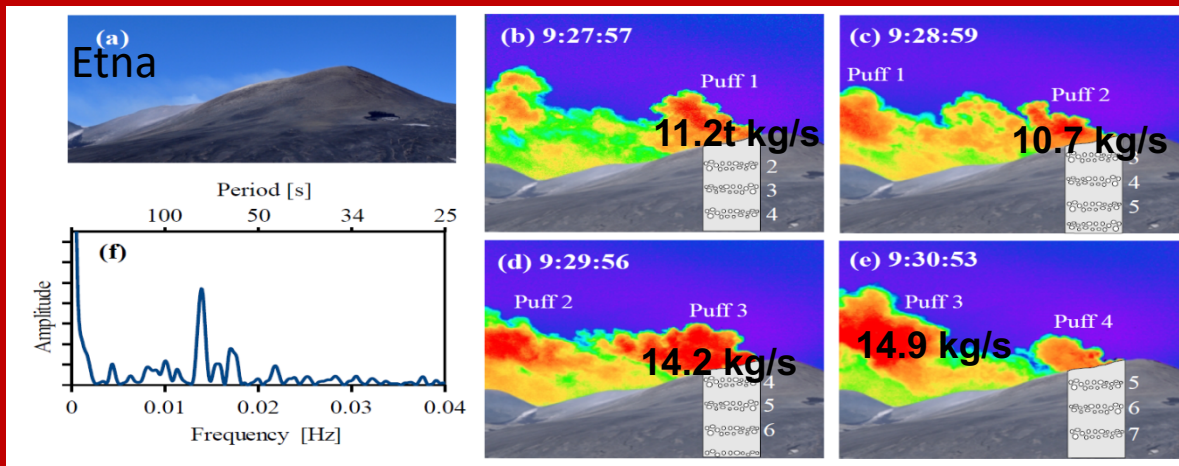 (a)
Etna
Period [s]
100 50 34 25
(f)
Amplitude
0 0.01 0.02 0.03 0.04
Frequency [Hz]
(b) 9:27:57
Puff 1
11.2t kg/s
2
3
4
(c) 9:28:59
Puff 1
Puff 2
10.7 kg/s
3
4
5
(d) 9:29:56
Puff 2
Puff 3
14.2 kg/s
4
5
6
(e) 9:30:53
Puff 3
Puff 4
14.9 kg/s
5
6
7